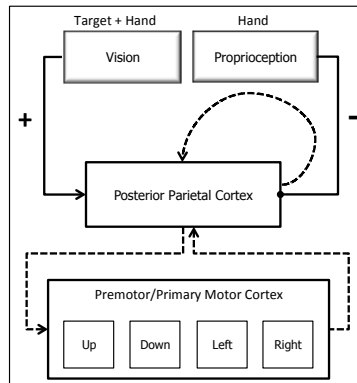 Target + Hand
Hand
Vision
Proprioception
+
−
Posterior Parietal Cortex
Premotor/Primary Motor Cortex
Up
Down
Left
Right